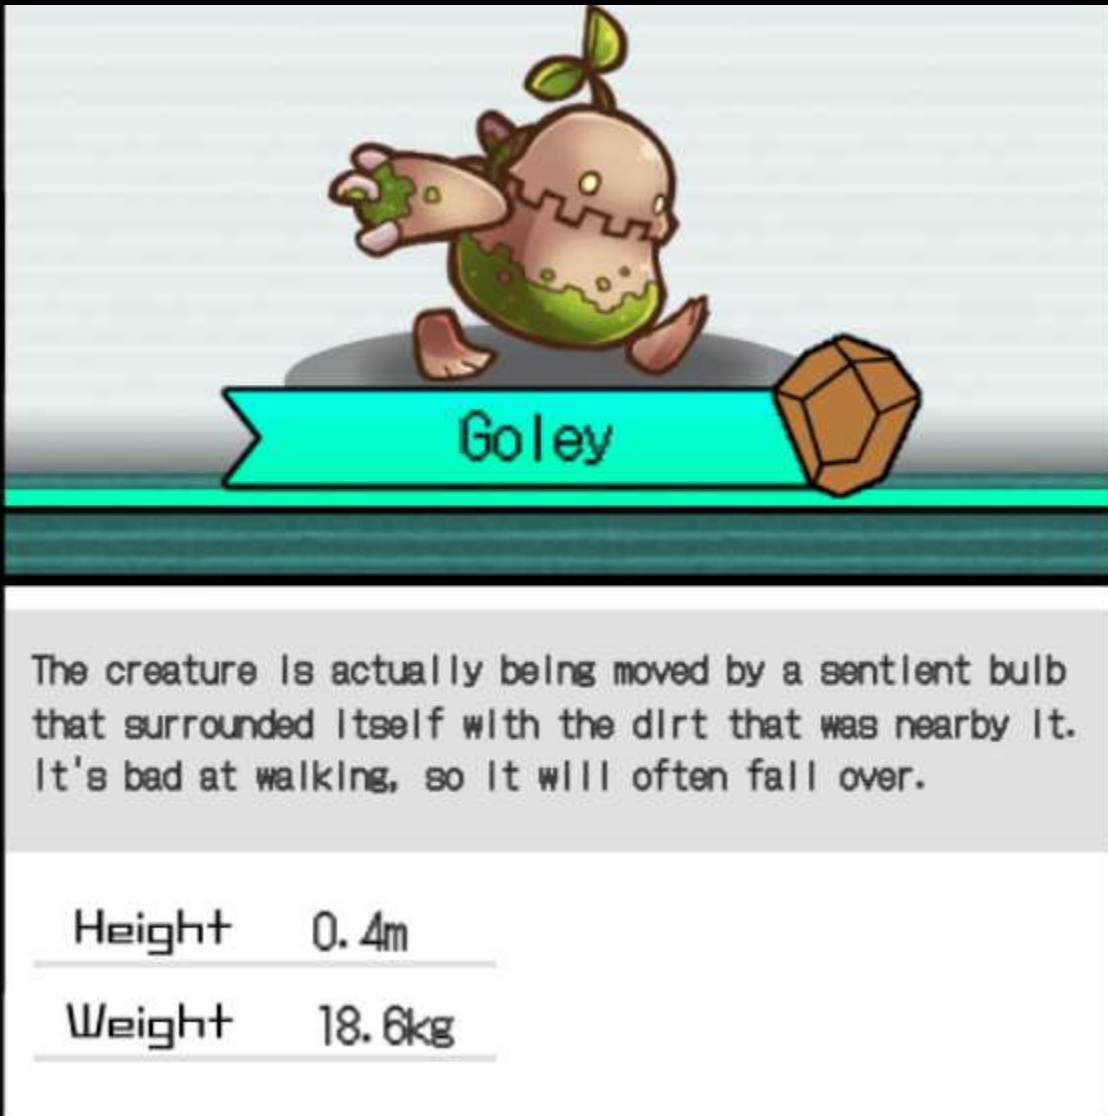 Goley
The creature is actually being moved by a sentient bulb
that surrounded itself with the dirt that was nearby it.
It's bad at walking, so it will often fall over.
Height 0.4m
Weight 18.6kg